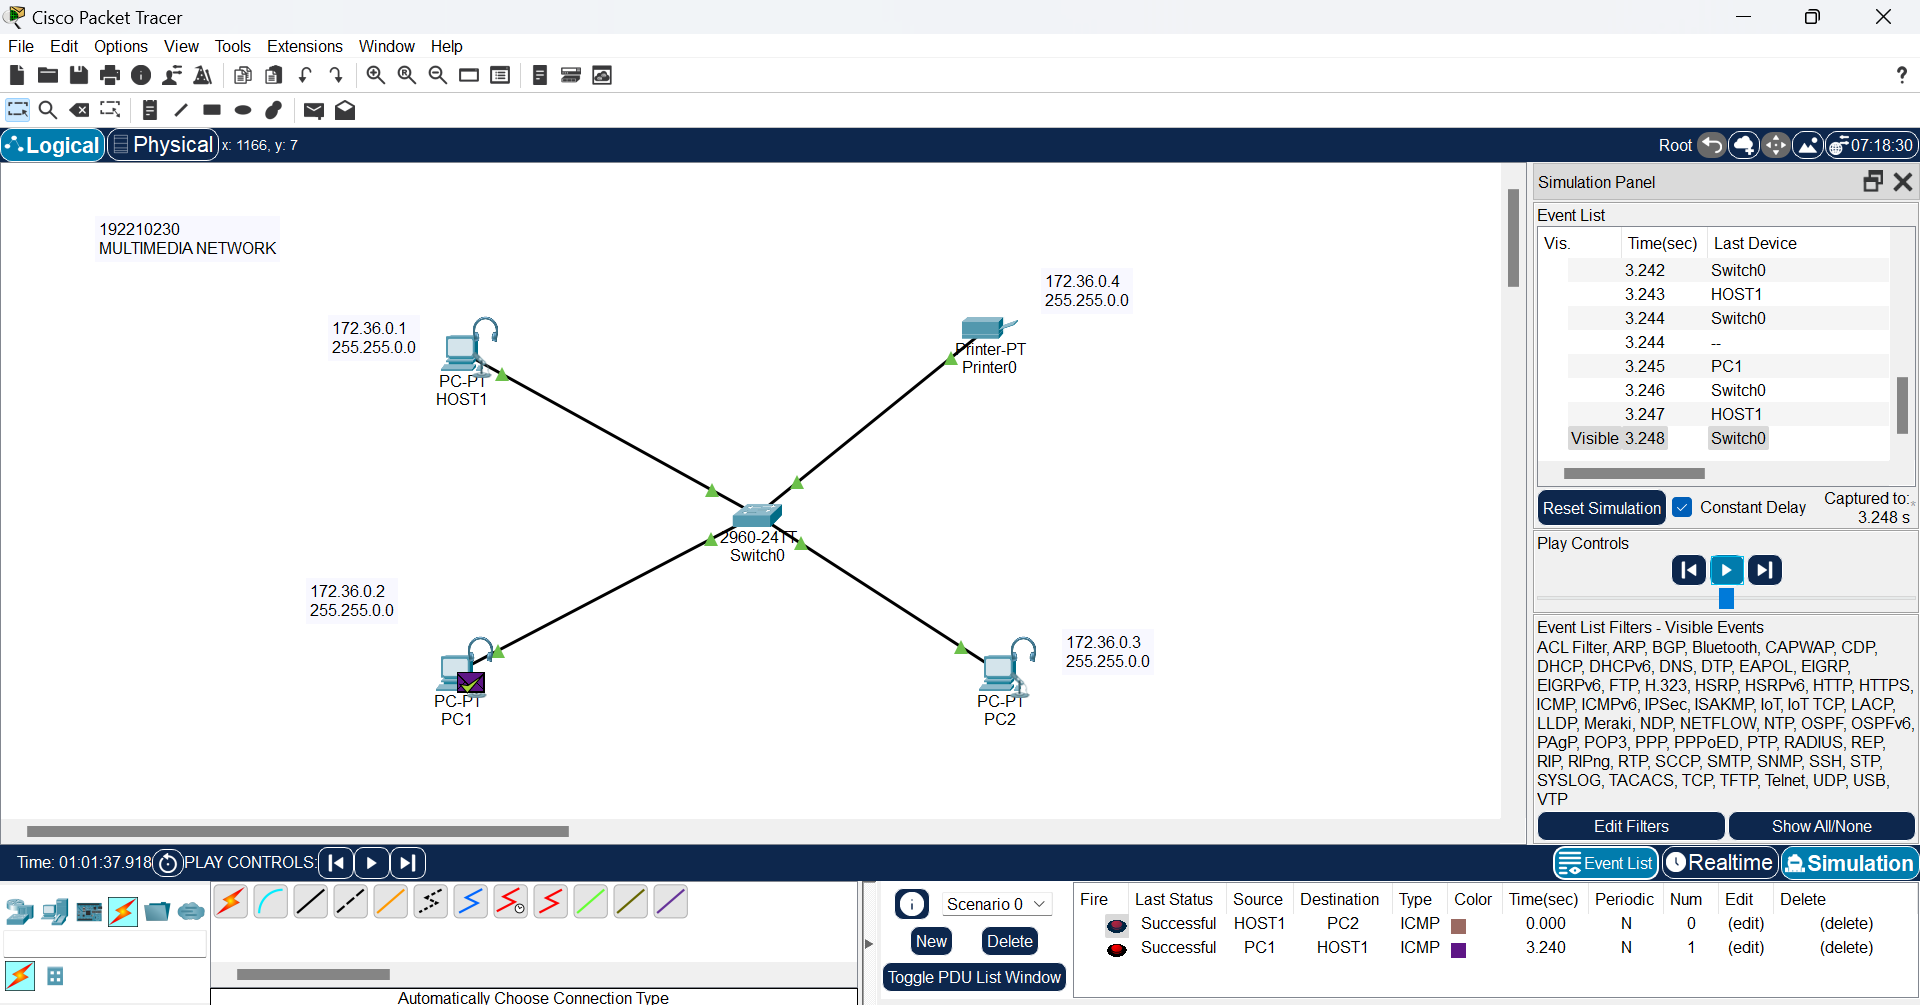 Cisco Packet Tracer
File Edit Options View Tools Extensions Window Help
?
Logical Physical x: 1166, y: 7 Root 07:18:30
192210230
MULTIMEDIA NETWORK
172.36.0.1
255.255.0.0
PC-PT
HOST1
172.36.0.4
255.255.0.0
Printer-PT
Printer0
2960-24TT
Switch0
172.36.0.2
255.255.0.0
PC-PT
PC1
172.36.0.3
255.255.0.0
PC-PT
PC2
Simulation Panel
Event List
Vis. Time(sec) Last Device
3.242 Switch0
3.243 HOST1
3.244 Switch0
3.244 --
3.245 PC1
3.246 Switch0
3.247 HOST1
Visible 3.248 Switch0
Reset Simulation Constant Delay Captured to:
3.248 s
Play Controls
Event List Filters - Visible Events
ACL Filter, ARP, BGP, Bluetooth, CAPWAP, CDP,
DHCP, DHCPv6, DNS, DTP, EAPOL, EIGRP,
EIGRPv6, FTP, H.323, HSRP, HSRPv6, HTTP, HTTPS,
ICMP, ICMPv6, IPSec, ISAKMP, IoT, IoT TCP, LACP,
LLDP, Meraki, NDP, NETFLOW, NTP, OSPF, OSPFv6,
PAgP, POP3, PPP, PPPoED, PTP, RADIUS, REP,
RIP, RIPng, RTP, SCCP, SMTP, SNMP, SSH, STP,
SYSLOG, TACACS, TCP, TFTP, Telnet, UDP, USB,
VTP
Edit Filters Show All/None
Time: 01:01:37.918 PLAY CONTROLS: Event List Realtime Simulation
Automatically Choose Connection Type
Scenario 0
New Delete
Toggle PDU List Window
Fire Last Status Source Destination Type Color Time(sec) Periodic Num Edit Delete
Successful HOST1 PC2 ICMP 0.000 N 0 (edit) (delete)
Successful PC1 HOST1 ICMP 3.240 N 1 (edit) (delete)